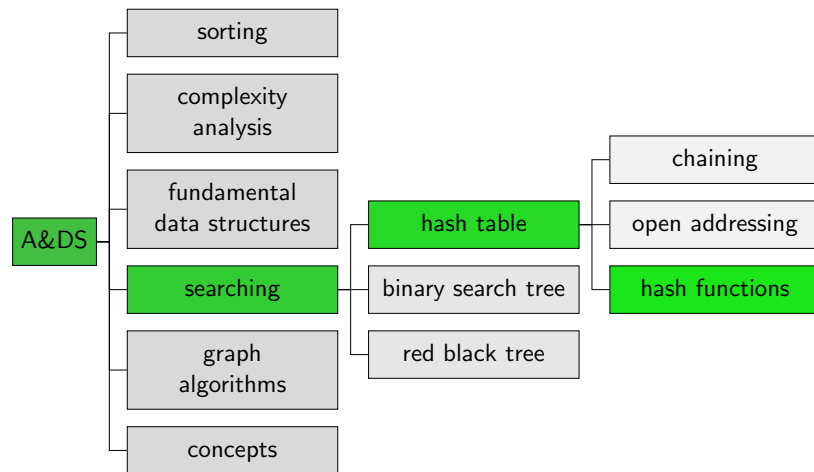 A&DS
sorting
complexity
analysis
fundamental
data structures
searching
graph
algorithms
concepts
hash table
binary search tree
red black tree
chaining
open addressing
hash functions